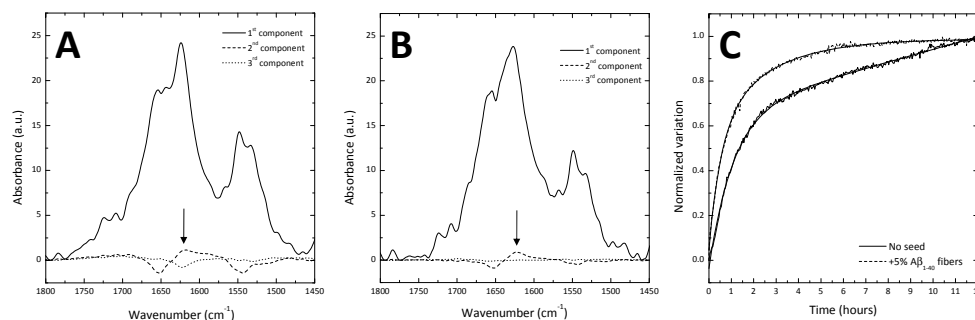 A
1st component
2nd component
3rd component
25
20
15
10
5
0
Absorbance (a.u.)
1800 1750 1700 1650 1600 1550 1500 1450
Wavenumber (cm-1)
B
1st component
2nd component
3rd component
25
20
15
10
5
0
Absorbance (a.u.)
1800 1750 1700 1650 1600 1550 1500 1450
Wavenumber (cm-1)
C
1.0
0.8
0.6
0.4
0.2
0.0
Normalized variation
No seed
+5% Aβ1-40 fibers
0 1 2 3 4 5 6 7 8 9 10 11 12
Time (hours)